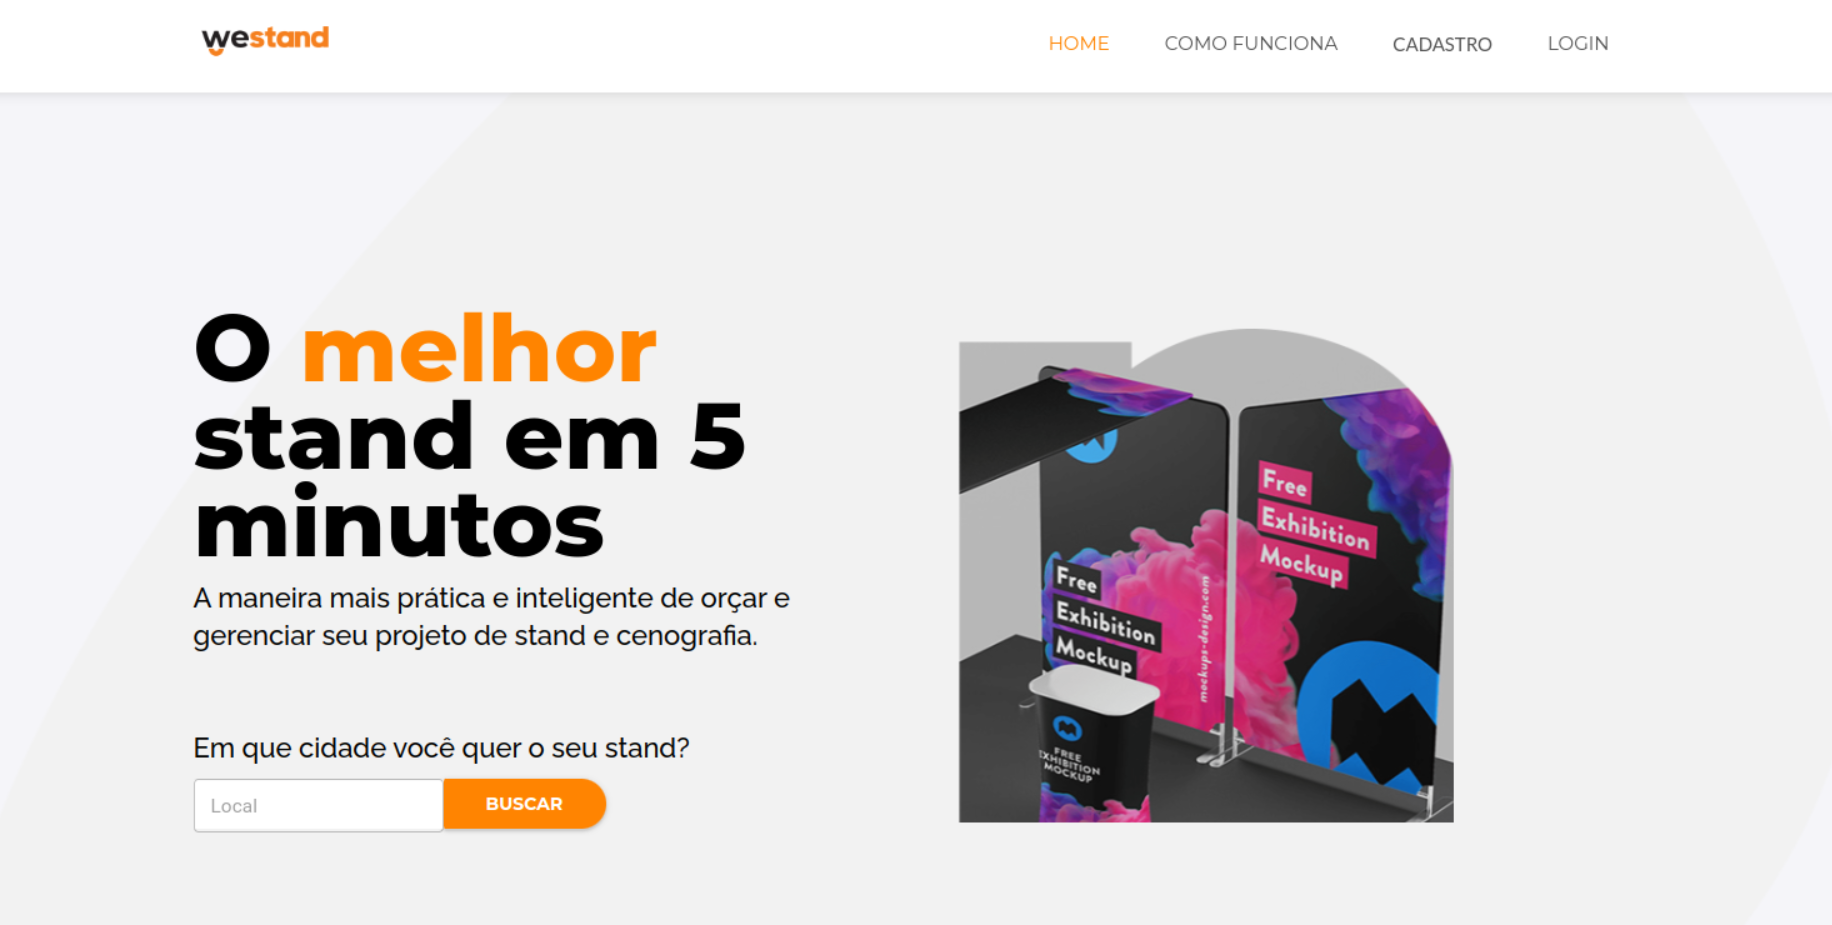 westand
HOME COMO FUNCIONA CADASTRO LOGIN
O melhor
stand em 5
minutos
A maneira mais prática e inteligente de orçar e
gerenciar seu projeto de stand e cenografia.
Em que cidade você quer o seu stand?
Local BUSCAR
Free
Exhibition
Mockup
mockups-design.com
Free
Exhibition
Mockup
FREE
EXHIBITION
MOCKUP